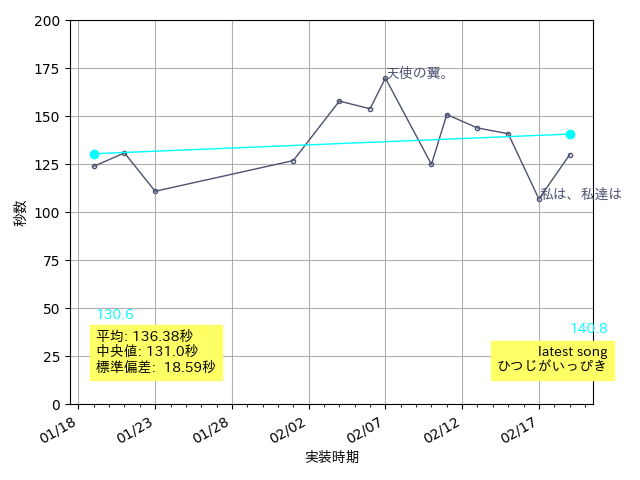 200
175
150
125
100
75
50
25
0
秒数
天使の翼。
私は、私達は
130.6
140.8
平均: 136.38秒
中央値: 131.0秒
標準偏差: 18.59秒
latest song
ひつじがいっぴき
01/18
01/23
01/28
02/02
02/07
02/12
02/17
実装時期